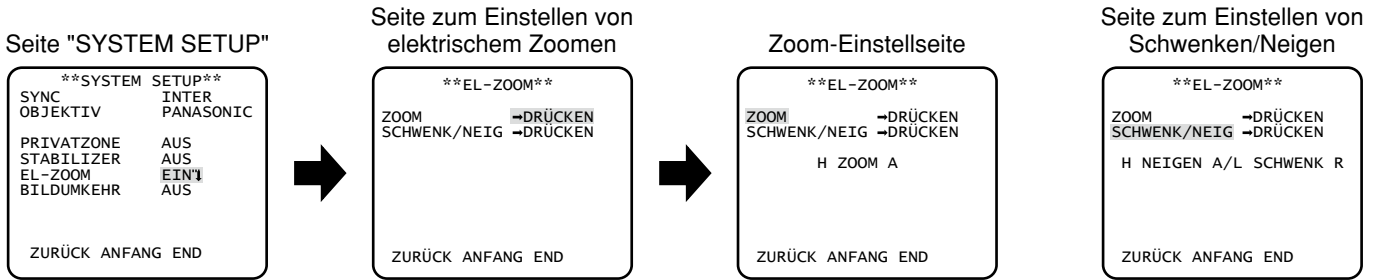 Seite "SYSTEM SETUP"
**SYSTEM SETUP**
SYNC INTER
OBJEKTIV PANASONIC
PRIVATZONE AUS
STABILIZER AUS
EL-ZOOM EIN
BILDUMKEHR AUS
ZURÜCK ANFANG END
Seite zum Einstellen von
elektrischem Zoomen
**EL-ZOOM**
ZOOM →DRÜCKEN
SCHWENK/NEIG →DRÜCKEN
ZURÜCK ANFANG END
Zoom-Einstellseite
**EL-ZOOM**
ZOOM →DRÜCKEN
SCHWENK/NEIG →DRÜCKEN
H ZOOM A
ZURÜCK ANFANG END
Seite zum Einstellen von
Schwenken/Neigen
**EL-ZOOM**
ZOOM →DRÜCKEN
SCHWENK/NEIG →DRÜCKEN
H NEIGEN A/L SCHWENK R
ZURÜCK ANFANG END